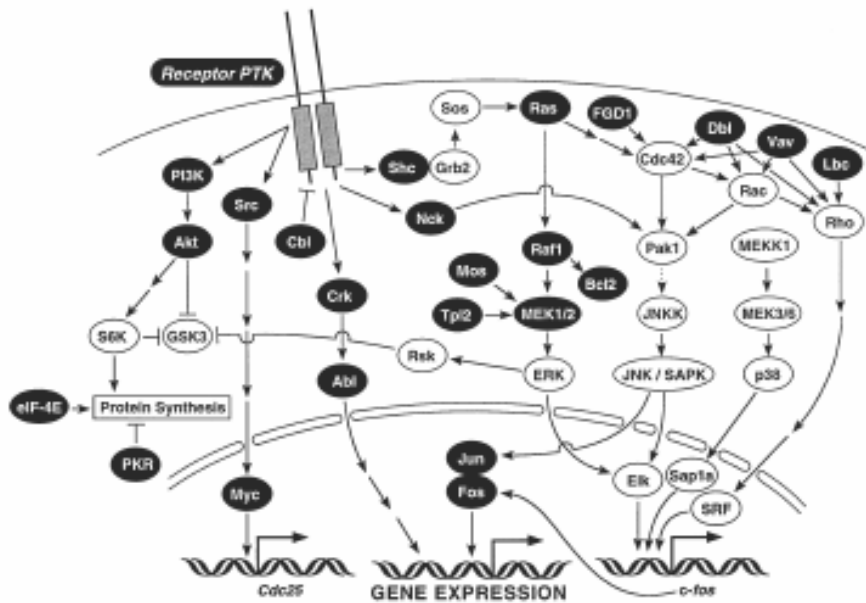 Receptor PTK
Sos
Ras
FGD1
Dbl
Vav
PI3K
Shc
Grb2
Cdc42
Lbc
Rac
Src
Nck
Rho
Akt
Cbl
Pak1
MEKK1
Raf1
Mos
Bcl2
Crk
Tpl2
MEK1/2
JNKK
MEK3/6
S6K
GSK3
Rsk
ERK
JNK / SAPK
p38
Abl
eIF-4E
Protein Synthesis
PKR
Jun
Elk
Sap1a
Myc
Fos
SRF
Cdc25
GENE EXPRESSION
c-fos